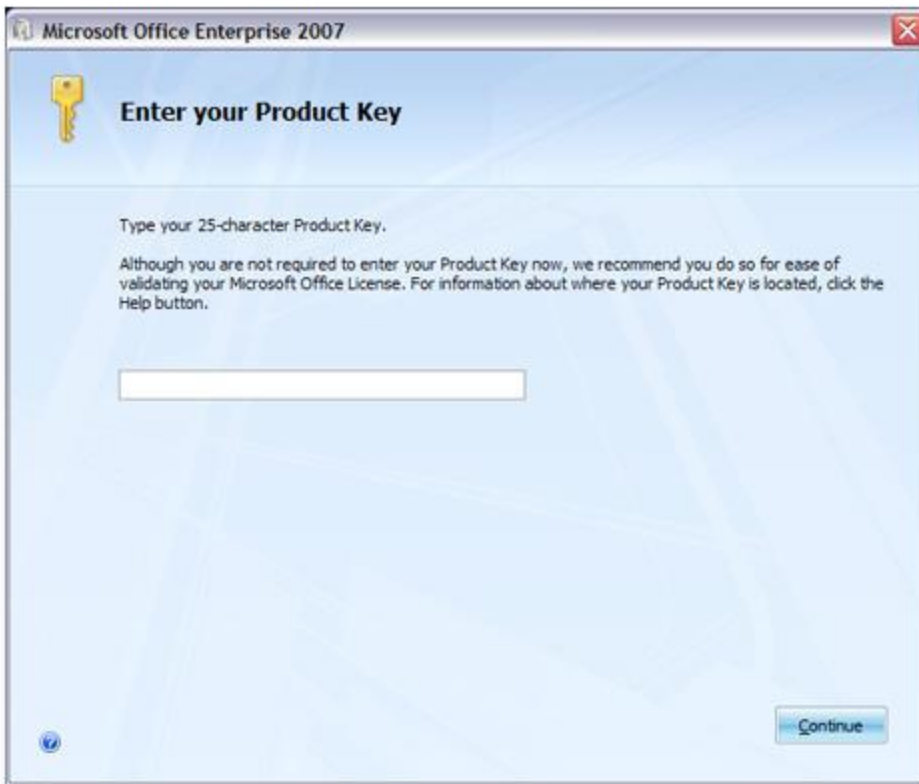 Microsoft Office Enterprise 2007
Enter your Product Key
Type your 25-character Product Key.
Although you are not required to enter your Product Key now, we recommend you do so for ease of
validating your Microsoft Office License. For information about where your Product Key is located, click the
Help button.
Continue